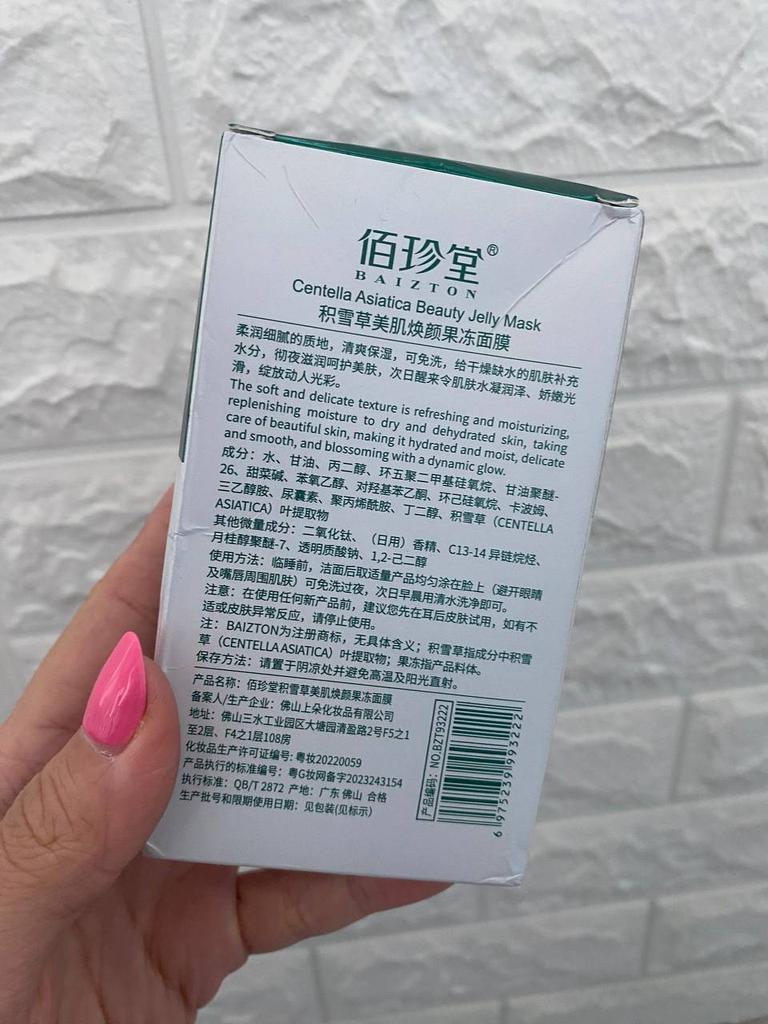 佰珍堂®
BAIZTON
Centella Asiatica Beauty Jelly Mask
积雪草美肌焕颜果冻面膜
柔润细腻的质地，清爽保湿，可免洗，给干燥缺水的肌肤补充
水分，彻夜滋润呵护美肤，次日醒来令肌肤水凝润泽、娇嫩光
滑，绽放动人光彩。
The soft and delicate texture is refreshing and moisturizing,
replenishing moisture to dry and dehydrated skin, taking
care of beautiful skin, making it hydrated and moist, delicate
and smooth, and blossoming with a dynamic glow.
成分：水、甘油、丙二醇、环五聚二甲基硅氧烷、甘油聚醚-
26、甜菜碱、苯氧乙醇、对羟基苯乙酮、环己硅氧烷、卡波姆、
三乙醇胺、尿囊素、聚丙烯酰胺、丁二醇、积雪草（CENTELLA
ASIATICA）叶提取物
其他微量成分：二氧化钛、（日用）香精、C13-14 异链烷烃、
月桂醇聚醚-7、透明质酸钠、1,2-己二醇
使用方法：临睡前，洁面后取适量产品均匀涂在脸上（避开眼睛
及嘴唇周围肌肤）可免洗过夜，次日早晨用清水洗净即可。
注意：在使用任何新产品前，建议您先在耳后皮肤试用，如有不
适或皮肤异常反应，请停止使用。
注：BAIZTON为注册商标，无具体含义；积雪草指成分中积雪
草（CENTELLA ASIATICA）叶提取物；果冻指产品料体。
保存方法：请置于阴凉处并避免高温及阳光直射。
产品名称：佰珍堂积雪草美肌焕颜果冻面膜
备案人/生产企业：佛山上朵化妆品有限公司
地址：佛山三水工业园区大塘园清盈路2号F5之1
至2层、F4之1层108房
化妆品生产许可证编号: 粤妆20220059
产品执行的标准编号：粤G妆网备字2023243154
执行标准：QB/T 2872 产地：广东 佛山 合格
生产批号和限期使用日期：见包装(见标示)
产品编码：NO.BZT93222
6975239993222